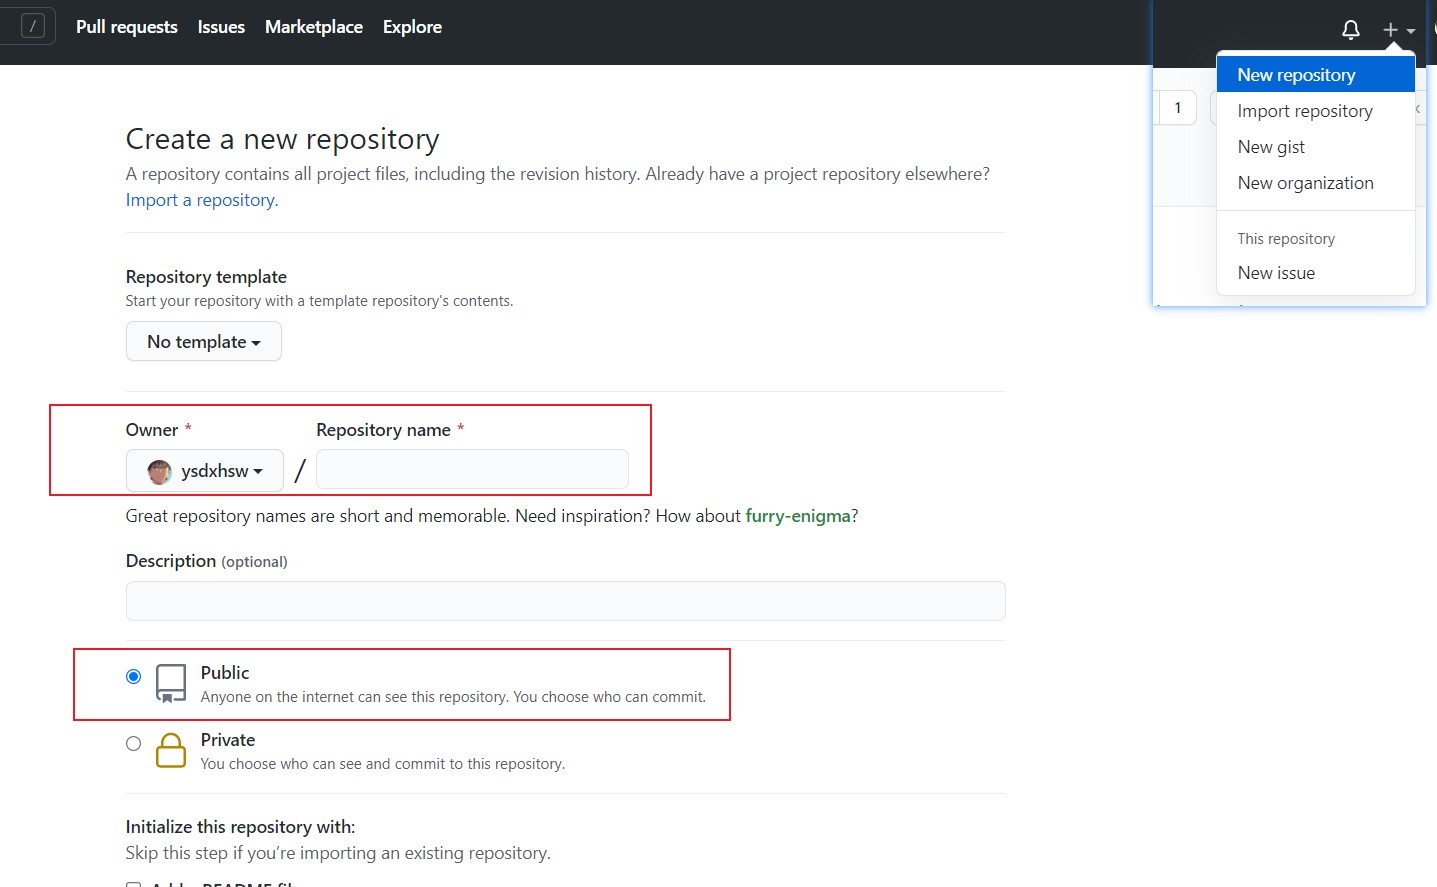 / Pull requests Issues Marketplace Explore
New repository
Import repository
New gist
New organization
This repository
New issue
1
Create a new repository
A repository contains all project files, including the revision history. Already have a project repository elsewhere?
Import a repository.
Repository template
Start your repository with a template repository's contents.
No template
Owner * Repository name *
ysdxhsw /
Great repository names are short and memorable. Need inspiration? How about furry-enigma?
Description (optional)
Public
Anyone on the internet can see this repository. You choose who can commit.
Private
You choose who can see and commit to this repository.
Initialize this repository with:
Skip this step if you’re importing an existing repository.